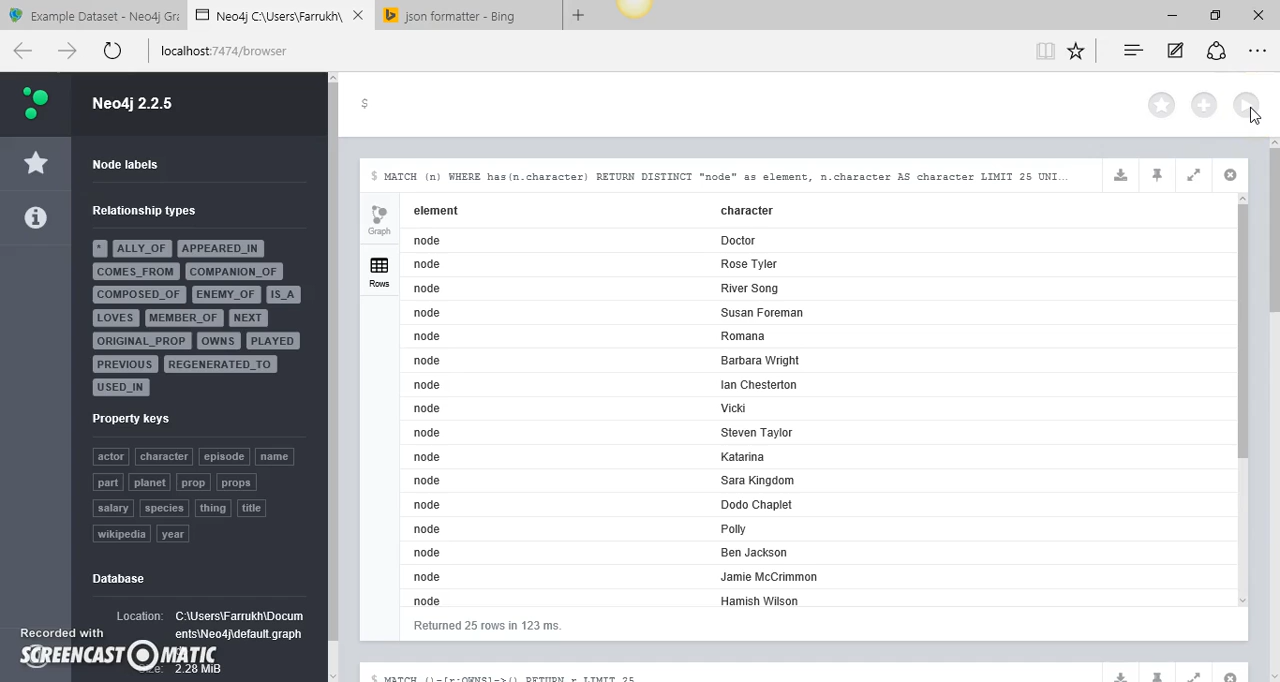 Example Dataset - Neo4j Gra
Neo4j C:\Users\Farrukh\
json formatter - Bing
localhost:7474/browser
Neo4j 2.2.5
$
Node labels
Relationship types
* ALLY_OF APPEARED_IN
COMES_FROM COMPANION_OF
COMPOSED_OF ENEMY_OF IS_A
LOVES MEMBER_OF NEXT
ORIGINAL_PROP OWNS PLAYED
PREVIOUS REGENERATED_TO
USED_IN
Property keys
actor character episode name
part planet prop props
salary species thing title
wikipedia year
Database
Location: C:\Users\Farrukh\Docum
ents\Neo4j\default.graph
Size: 2.28 MiB
Recorded with
SCREENCAST MATIC
$ MATCH (n) WHERE has(n.character) RETURN DISTINCT "node" as element, n.character AS character LIMIT 25 UNI...
Graph
Rows
element character
node Doctor
node Rose Tyler
node River Song
node Susan Foreman
node Romana
node Barbara Wright
node Ian Chesterton
node Vicki
node Steven Taylor
node Katarina
node Sara Kingdom
node Dodo Chaplet
node Polly
node Ben Jackson
node Jamie McCrimmon
node Hamish Wilson
Returned 25 rows in 123 ms.
$ MATCH ()-[r:OWNS]->() RETURN r LIMIT 25